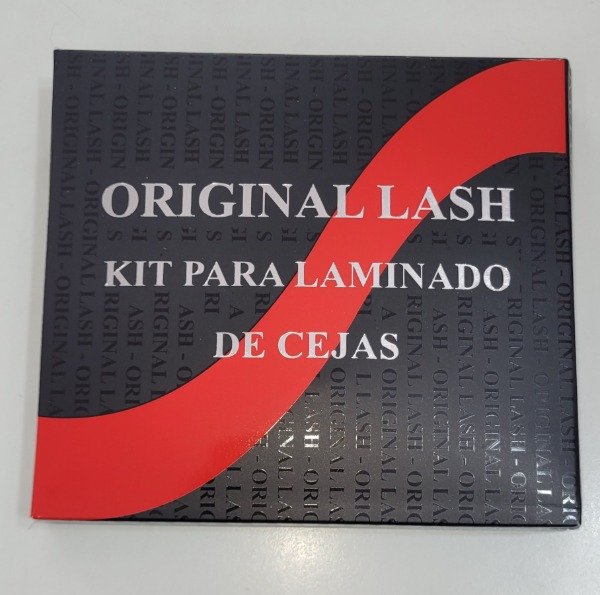 ORIGINAL LASH
KIT PARA LAMINADO
DE CEJAS